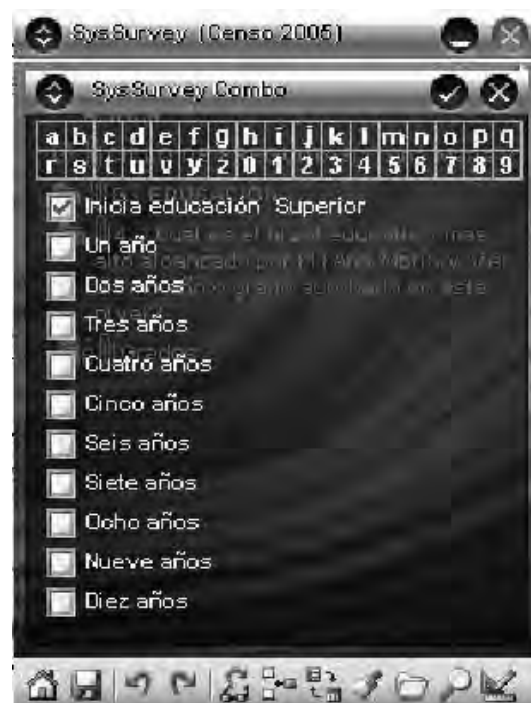 SysSurvey (Censo 2005)
SysSurvey Combo
a b c d e f g h i j k l m n o p q
r s t u v y z 0 1 2 3 4 5 6 7 8 9
Inicia educación Superior
Un año
Dos años
Tres años
Cuatro años
Cinco años
Seis años
Siete años
Ocho años
Nueve años
Diez años